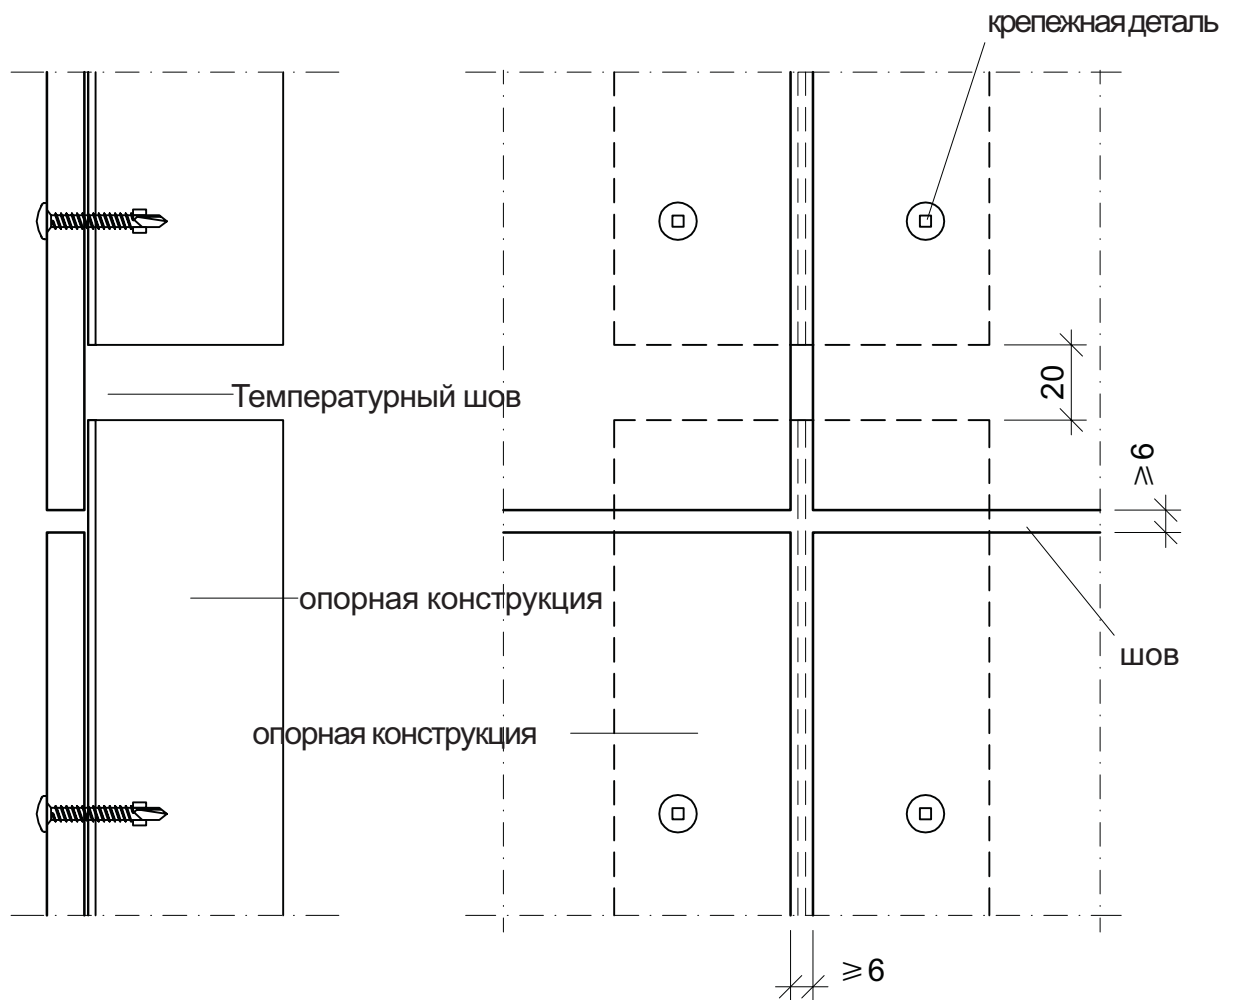 крепежная деталь
Температурный шов
20
≥6
опорная конструкция
шов
опорная конструкция
≥6